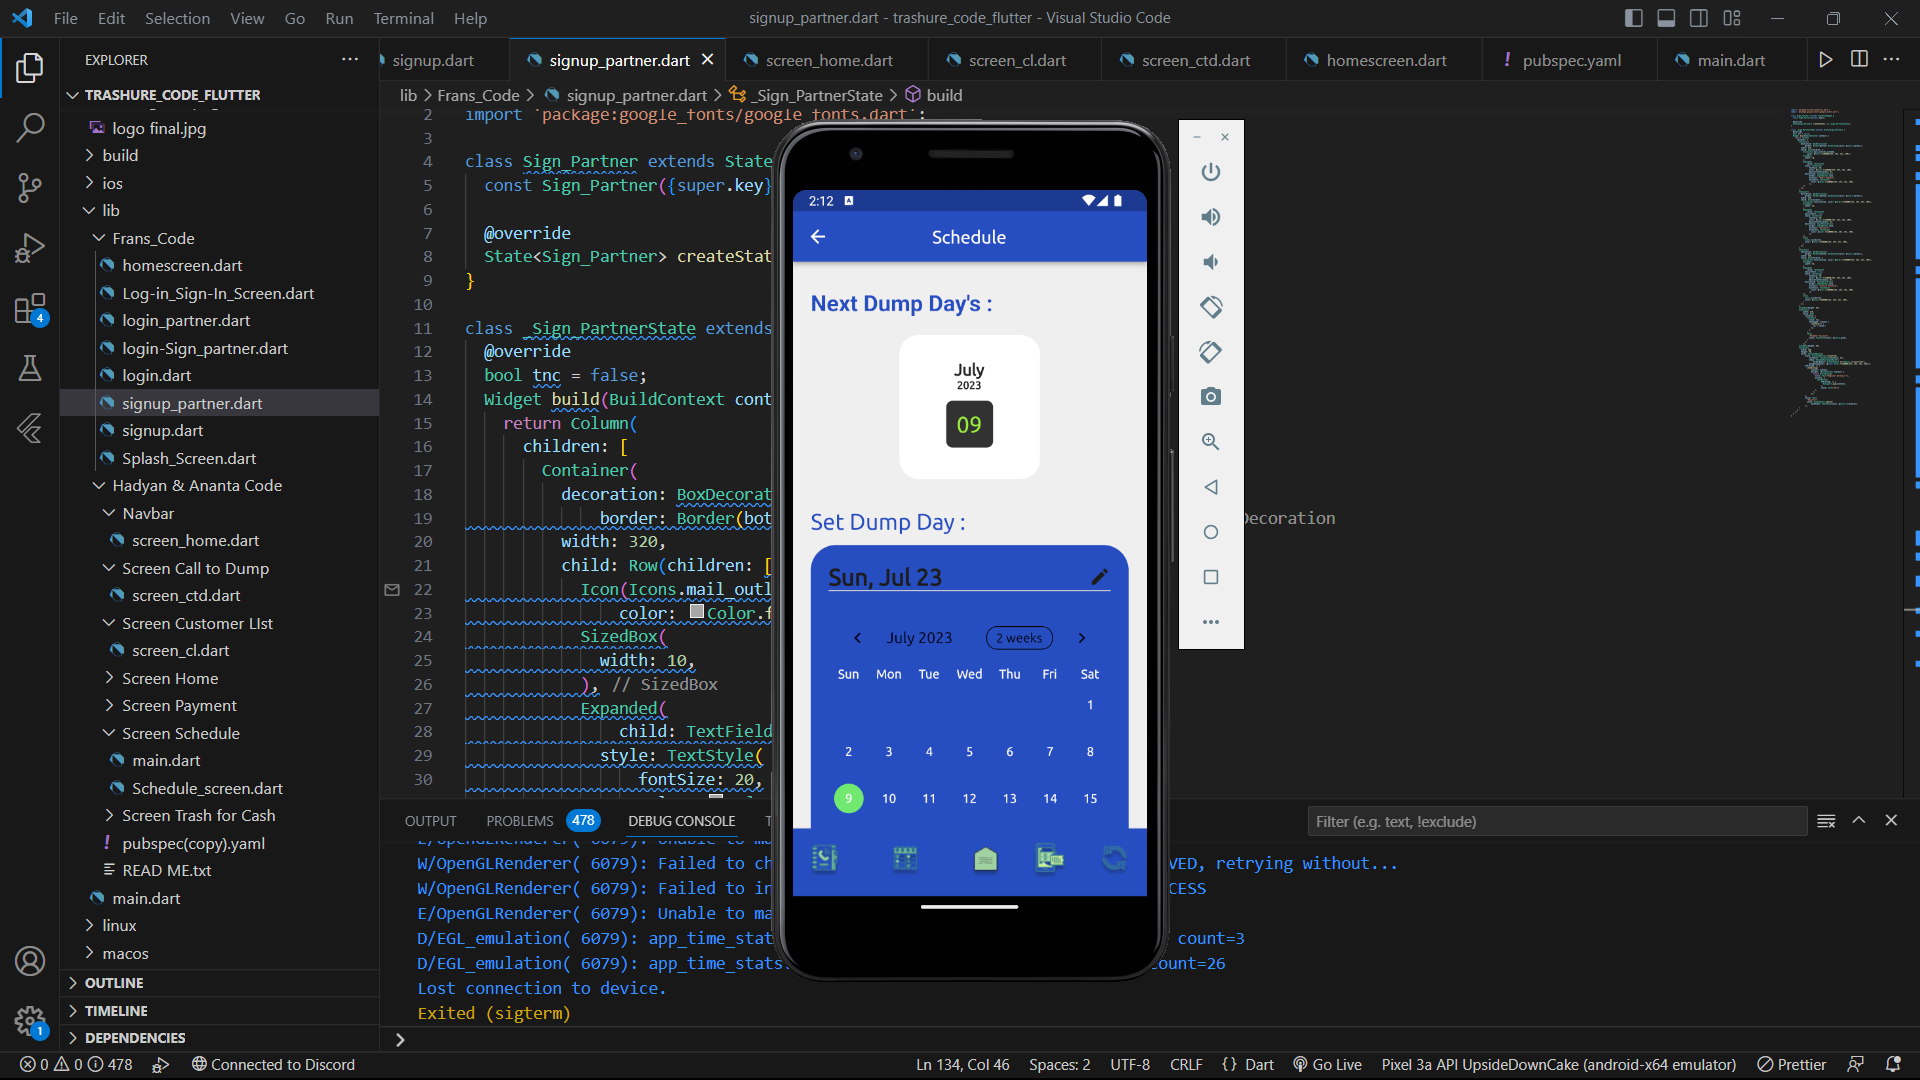 File Edit Selection View Go Run Terminal Help
signup_partner.dart - trashure_code_flutter - Visual Studio Code
EXPLORER
signup.dart
signup_partner.dart
screen_home.dart
screen_cl.dart
screen_ctd.dart
homescreen.dart
! pubspec.yaml
main.dart
lib > Frans_Code > signup_partner.dart > _Sign_PartnerState > build
TRASHURE_CODE_FLUTTER
logo final.jpg
build
ios
lib
Frans_Code
homescreen.dart
Log-in_Sign-In_Screen.dart
login_partner.dart
login-Sign_partner.dart
login.dart
signup_partner.dart
signup.dart
Splash_Screen.dart
Hadyan & Ananta Code
Navbar
screen_home.dart
Screen Call to Dump
screen_ctd.dart
Screen Customer LIst
screen_cl.dart
Screen Home
Screen Payment
Screen Schedule
main.dart
Schedule_screen.dart
Screen Trash for Cash
! pubspec(copy).yaml
READ ME.txt
main.dart
linux
macos
OUTLINE
TIMELINE
DEPENDENCIES
4
1
2 import 'package:google_fonts/google_fonts.dart';
3
4 class Sign_Partner extends State
5 const Sign_Partner({super.key}
6
7 @override
8 State<Sign_Partner> createStat
9 }
10
11 class _Sign_PartnerState extends
12 @override
13 bool tnc = false;
14 Widget build(BuildContext cont
15 return Column(
16 children: [
17 Container(
18 decoration: BoxDecorat
19 border: Border(bot
Decoration
20 width: 320,
21 child: Row(children: [
22 Icon(Icons.mail_outl
23 color: Color.f
24 SizedBox(
25 width: 10,
26 ), // SizedBox
27 Expanded(
28 child: TextField
29 style: TextStyle(
30 fontSize: 20,
2:12
Schedule
Next Dump Day's :
July
2023
09
Set Dump Day :
Sun, Jul 23
July 2023
2 weeks
Sun Mon Tue Wed Thu Fri Sat
1
2 3 4 5 6 7 8
9 10 11 12 13 14 15
OUTPUT PROBLEMS 478 DEBUG CONSOLE T
Filter (e.g. text, !exclude)
E/OpenGLRenderer( 6079): Unable to ma
W/OpenGLRenderer( 6079): Failed to ch
VED, retrying without...
W/OpenGLRenderer( 6079): Failed to in
CESS
E/OpenGLRenderer( 6079): Unable to ma
D/EGL_emulation( 6079): app_time_stat
count=3
D/EGL_emulation( 6079): app_time_stats:
ount=26
Lost connection to device.
Exited (sigterm)
0 0 478 Connected to Discord
Ln 134, Col 46 Spaces: 2 UTF-8 CRLF {} Dart Go Live Pixel 3a API UpsideDownCake (android-x64 emulator) Prettier